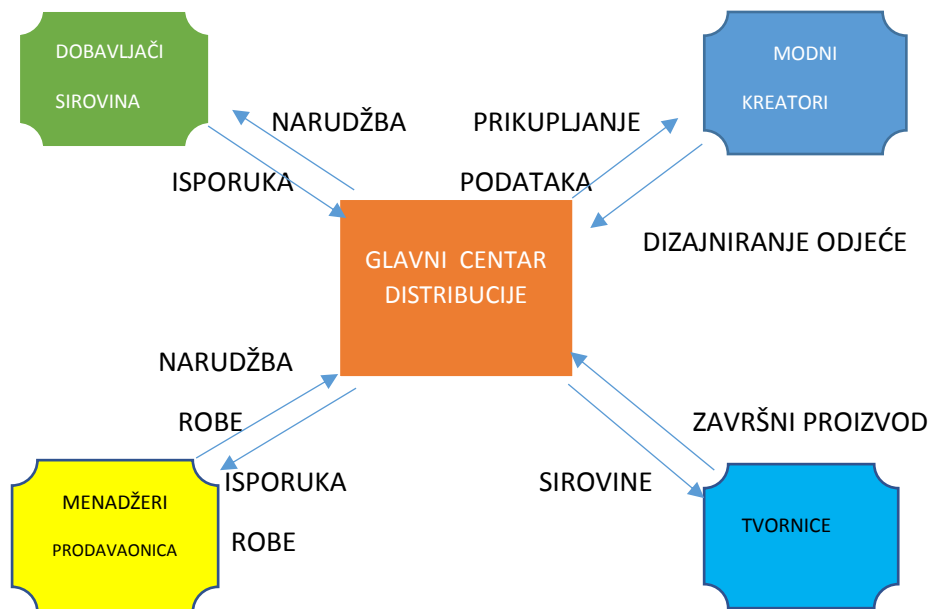 DOBAVLJAČI
SIROVINA
MODNI
KREATORI
NARUDŽBA
PRIKUPLJANJE
ISPORUKA
PODATAKA
DIZAJNIRANJE ODJEĆE
GLAVNI CENTAR
DISTRIBUCIJE
NARUDŽBA
ROBE
ZAVRŠNI PROIZVOD
ISPORUKA
ROBE
SIROVINE
MENADŽERI
PRODAVAONICA
TVORNICE